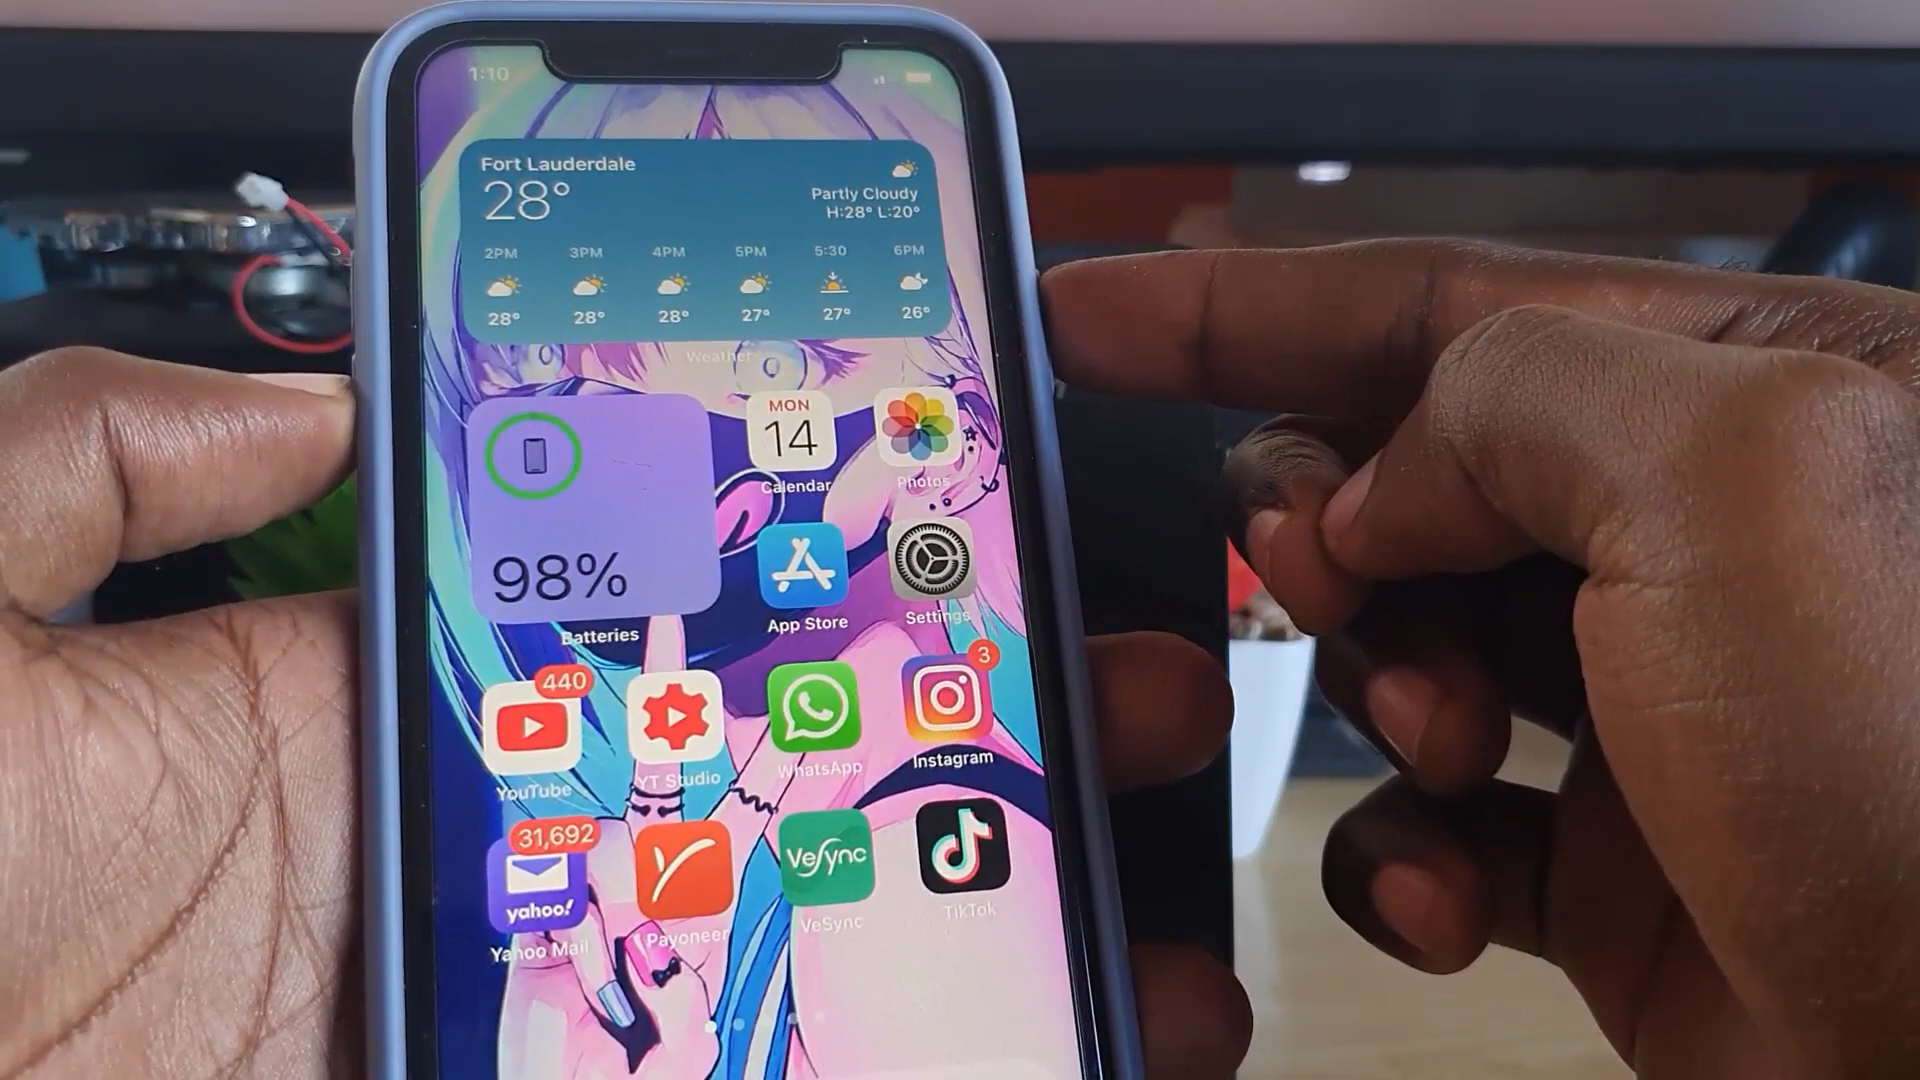 1:10
Fort Lauderdale
28°
Partly Cloudy
H:28° L:20°
2PM 3PM 4PM 5PM 5:30 6PM
28° 28° 28° 27° 27° 26°
Weather
MON
14
Calendar Photos
98%
Batteries
App Store Settings
440 3
YouTube YT Studio WhatsApp Instagram
31,692
yahoo!
VeSync
Yahoo Mail Payoneer VeSync TikTok